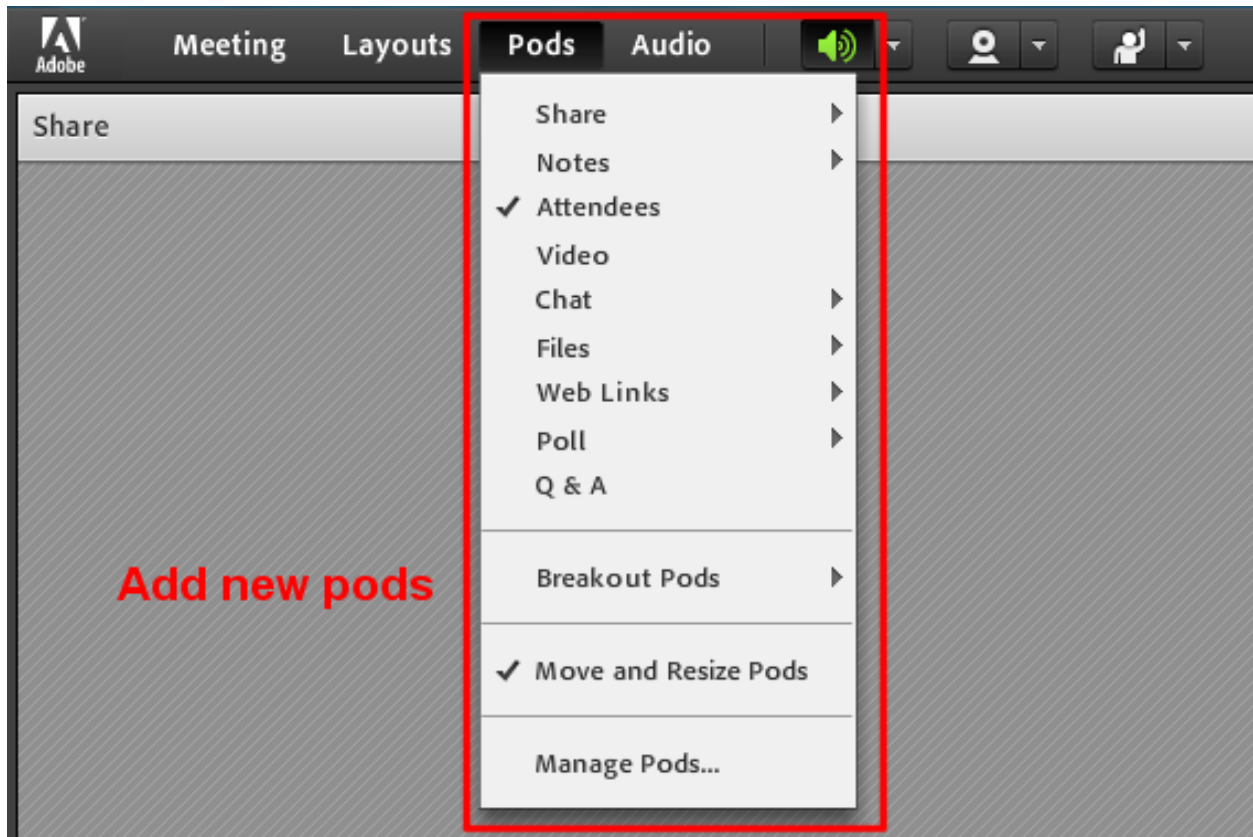 Adobe
Meeting Layouts Pods Audio
Share
Share
Notes
Attendees
Video
Chat
Files
Web Links
Poll
Q & A
Add new pods
Breakout Pods
Move and Resize Pods
Manage Pods...